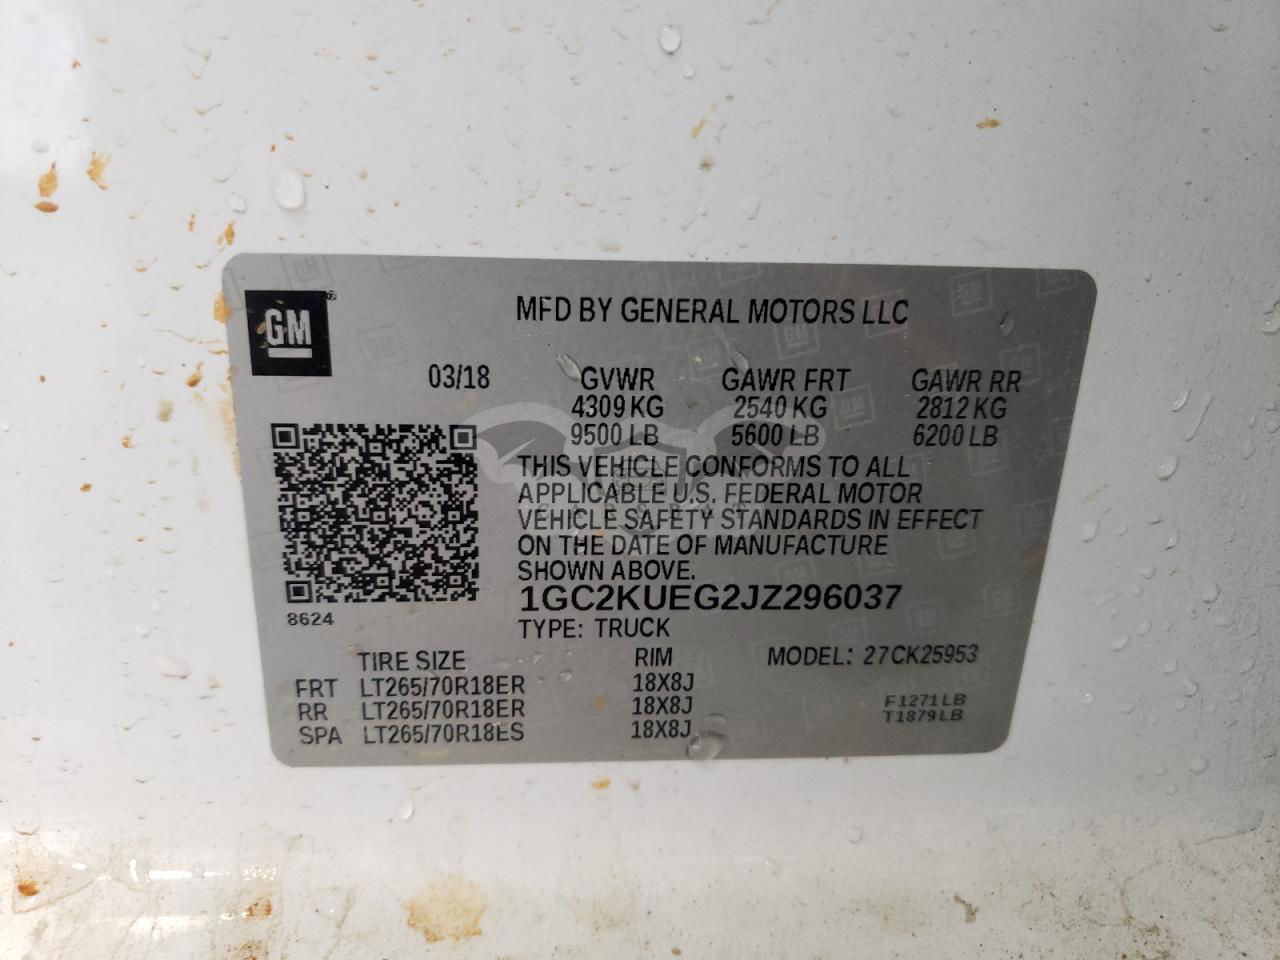 GM
MFD BY GENERAL MOTORS LLC
03/18 GVWR GAWR FRT GAWR RR
4309 KG 2540 KG 2812 KG
9500 LB 5600 LB 6200 LB
THIS VEHICLE CONFORMS TO ALL
APPLICABLE U.S. FEDERAL MOTOR
VEHICLE SAFETY STANDARDS IN EFFECT
ON THE DATE OF MANUFACTURE
SHOWN ABOVE.
1GC2KUEG2JZ296037
8624
TYPE: TRUCK
TIRE SIZE RIM MODEL: 27CK25953
FRT LT265/70R18ER 18X8J
RR LT265/70R18ER 18X8J F1271LB
SPA LT265/70R18ES 18X8J T1879LB